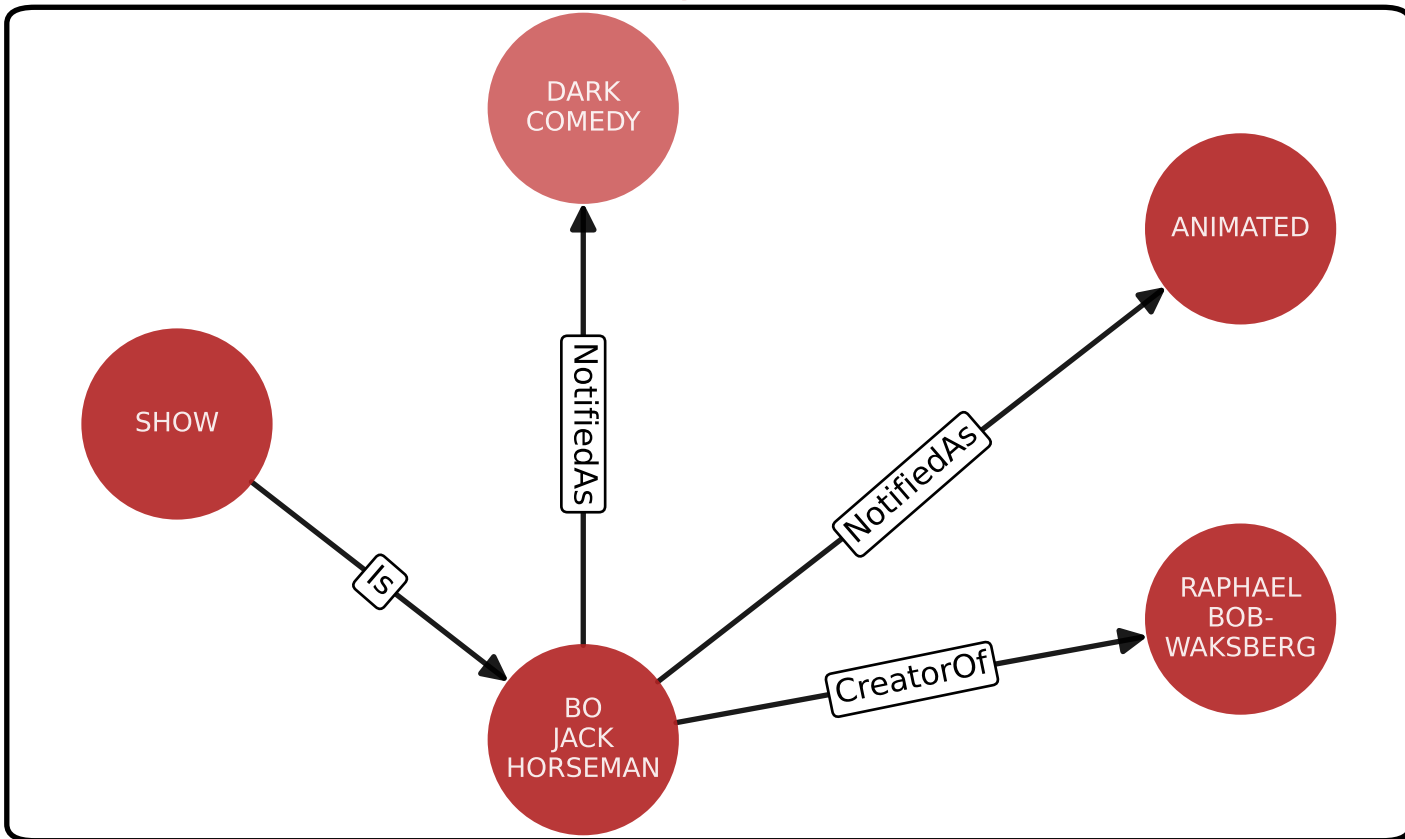 DARK
COMEDY
ANIMATED
SHOW
NotifiedAs
NotifiedAs
Is
RAPHAEL
BOB-
WAKSBERG
CreatorOf
BO
JACK
HORSEMAN